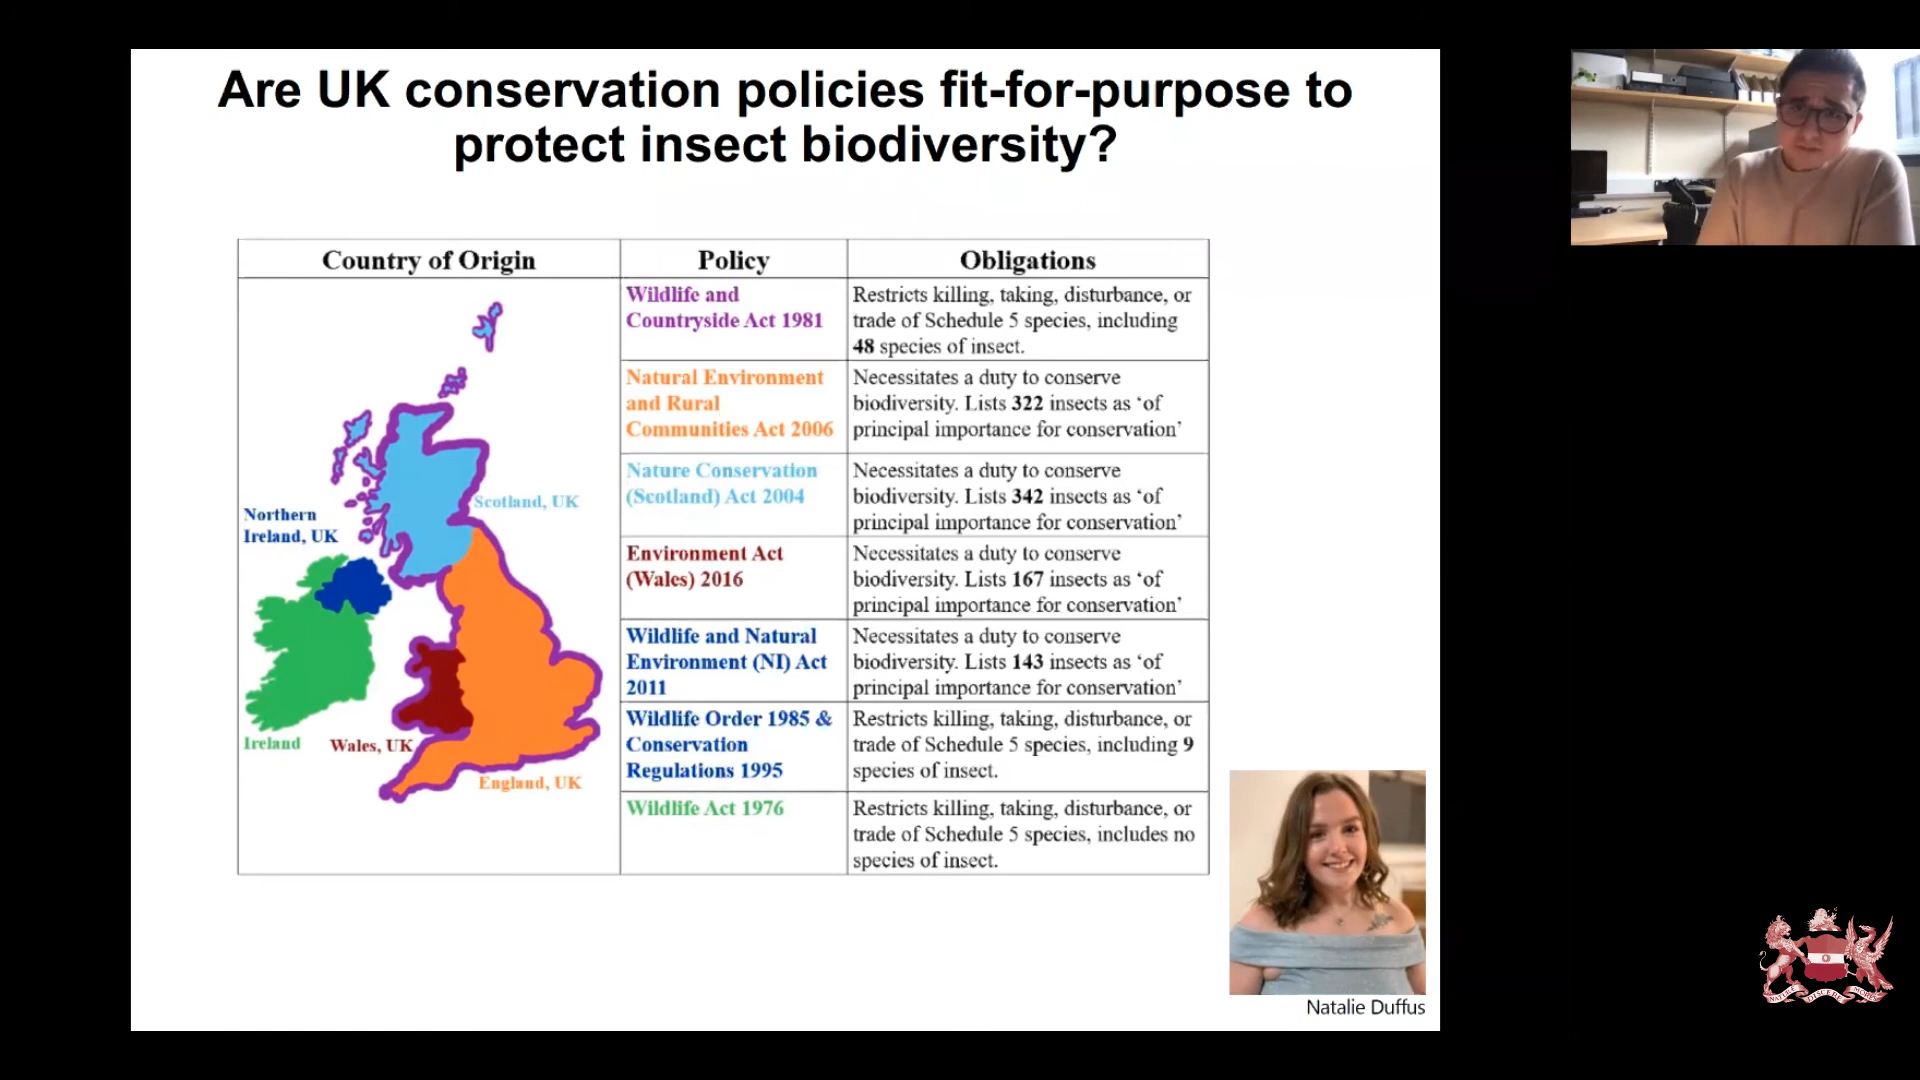 Are UK conservation policies fit-for-purpose to
protect insect biodiversity?
Country of Origin
Policy
Obligations
Scotland, UK
Northern
Ireland, UK
Ireland
Wales, UK
England, UK
Wildlife and
Countryside Act 1981
Restricts killing, taking, disturbance, or
trade of Schedule 5 species, including
48 species of insect.
Natural Environment
and Rural
Communities Act 2006
Necessitates a duty to conserve
biodiversity. Lists 322 insects as ‘of
principal importance for conservation’
Nature Conservation
(Scotland) Act 2004
Necessitates a duty to conserve
biodiversity. Lists 342 insects as ‘of
principal importance for conservation’
Environment Act
(Wales) 2016
Necessitates a duty to conserve
biodiversity. Lists 167 insects as ‘of
principal importance for conservation’
Wildlife and Natural
Environment (NI) Act
2011
Necessitates a duty to conserve
biodiversity. Lists 143 insects as ‘of
principal importance for conservation’
Wildlife Order 1985 &
Conservation
Regulations 1995
Restricts killing, taking, disturbance, or
trade of Schedule 5 species, including 9
species of insect.
Wildlife Act 1976
Restricts killing, taking, disturbance, or
trade of Schedule 5 species, includes no
species of insect.
Natalie Duffus